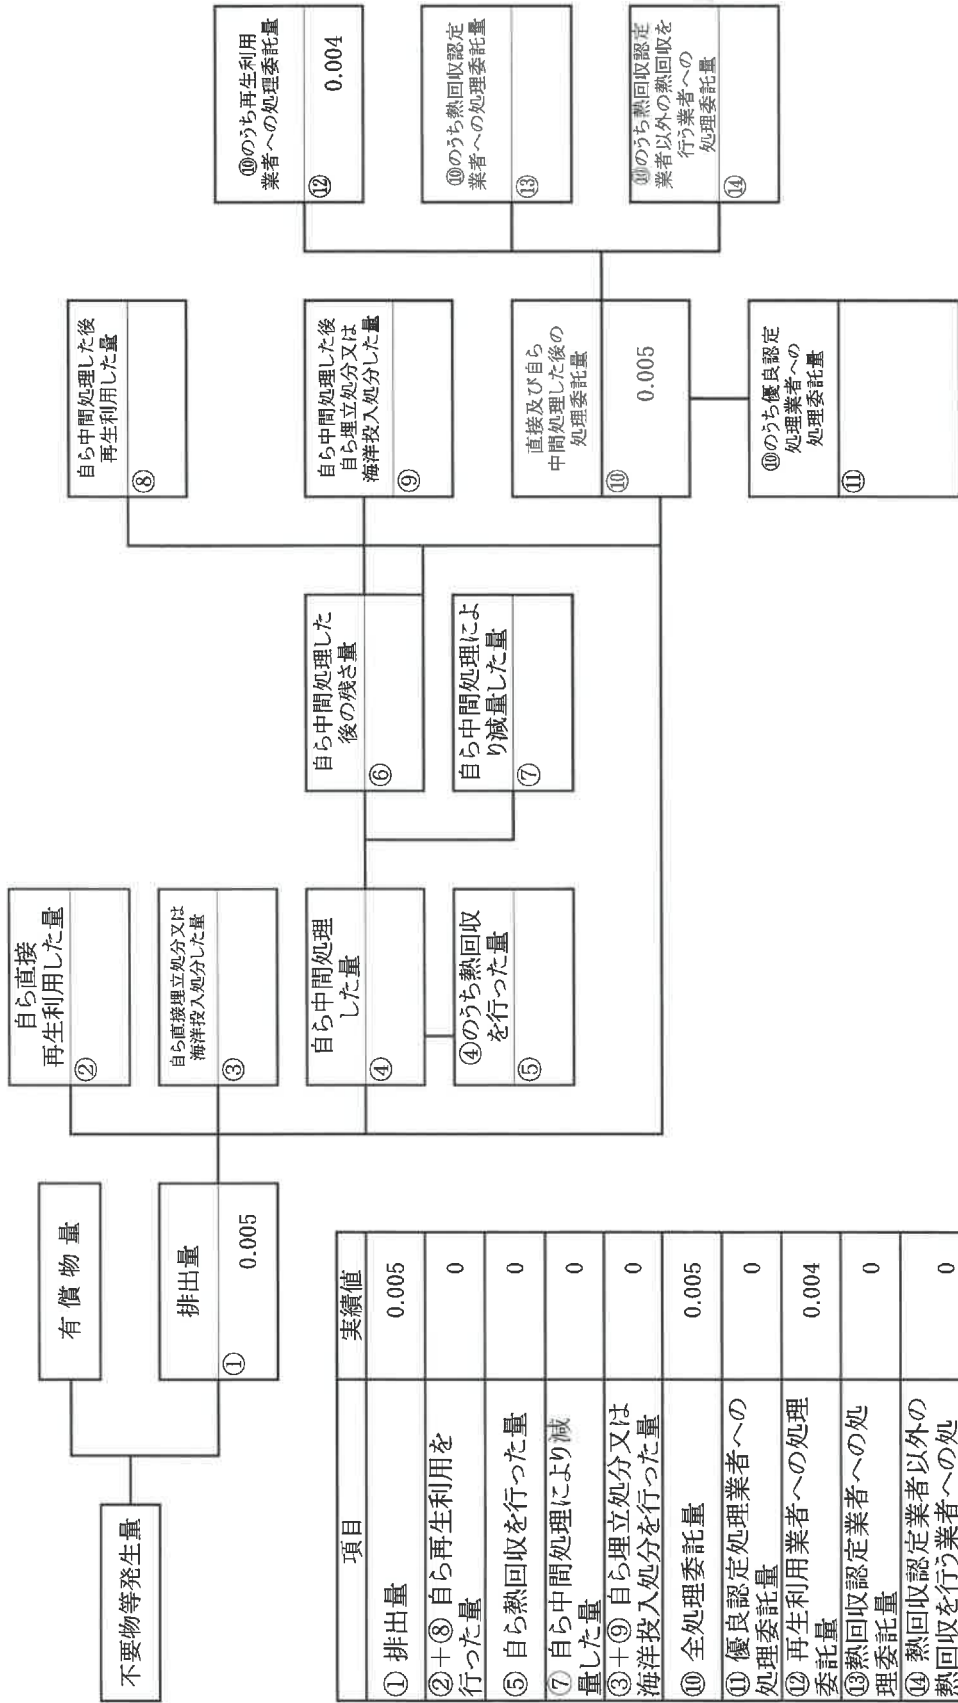 不要物等発生量
有償物量
排出量
①
0.005
自ら直接
再生利用した量
②
自ら直接埋立処分又は
海洋投入処分した量
③
自ら中間処理
した量
④
④のうち熱回収
を行った量
⑤
自ら中間処理した
後の残さ量
⑥
自ら中間処理によ
り減量した量
⑦
自ら中間処理した後
再生利用した量
⑧
自ら中間処理した後
自ら埋立処分又は
海洋投入処分した量
⑨
直接及び自ら
中間処理した後の
処理委託量
⑩
0.005
⑩のうち優良認定
処理業者への
処理委託量
⑪
⑩のうち再生利用
業者への処理委託量
⑫
0.004
⑩のうち熱回収認定
業者への処理委託量
⑬
⑩のうち熱回収認定
業者以外の熱回収を
行う業者への
処理委託量
⑭
項目 実績値
① 排出量 0.005
②+⑧ 自ら再生利用を
行った量 0
⑤ 自ら熱回収を行った量 0
⑦ 自ら中間処理により減
量した量 0
③+⑨ 自ら埋立処分又は
海洋投入処分を行った量 0
⑩ 全処理委託量 0.005
⑪ 優良認定処理業者への
処理委託量 0
⑫ 再生利用業者への処理
委託量 0.004
⑬熱回収認定業者への処
理委託量 0
⑭ 熱回収認定業者以外の
熱回収を行う業者への処 0